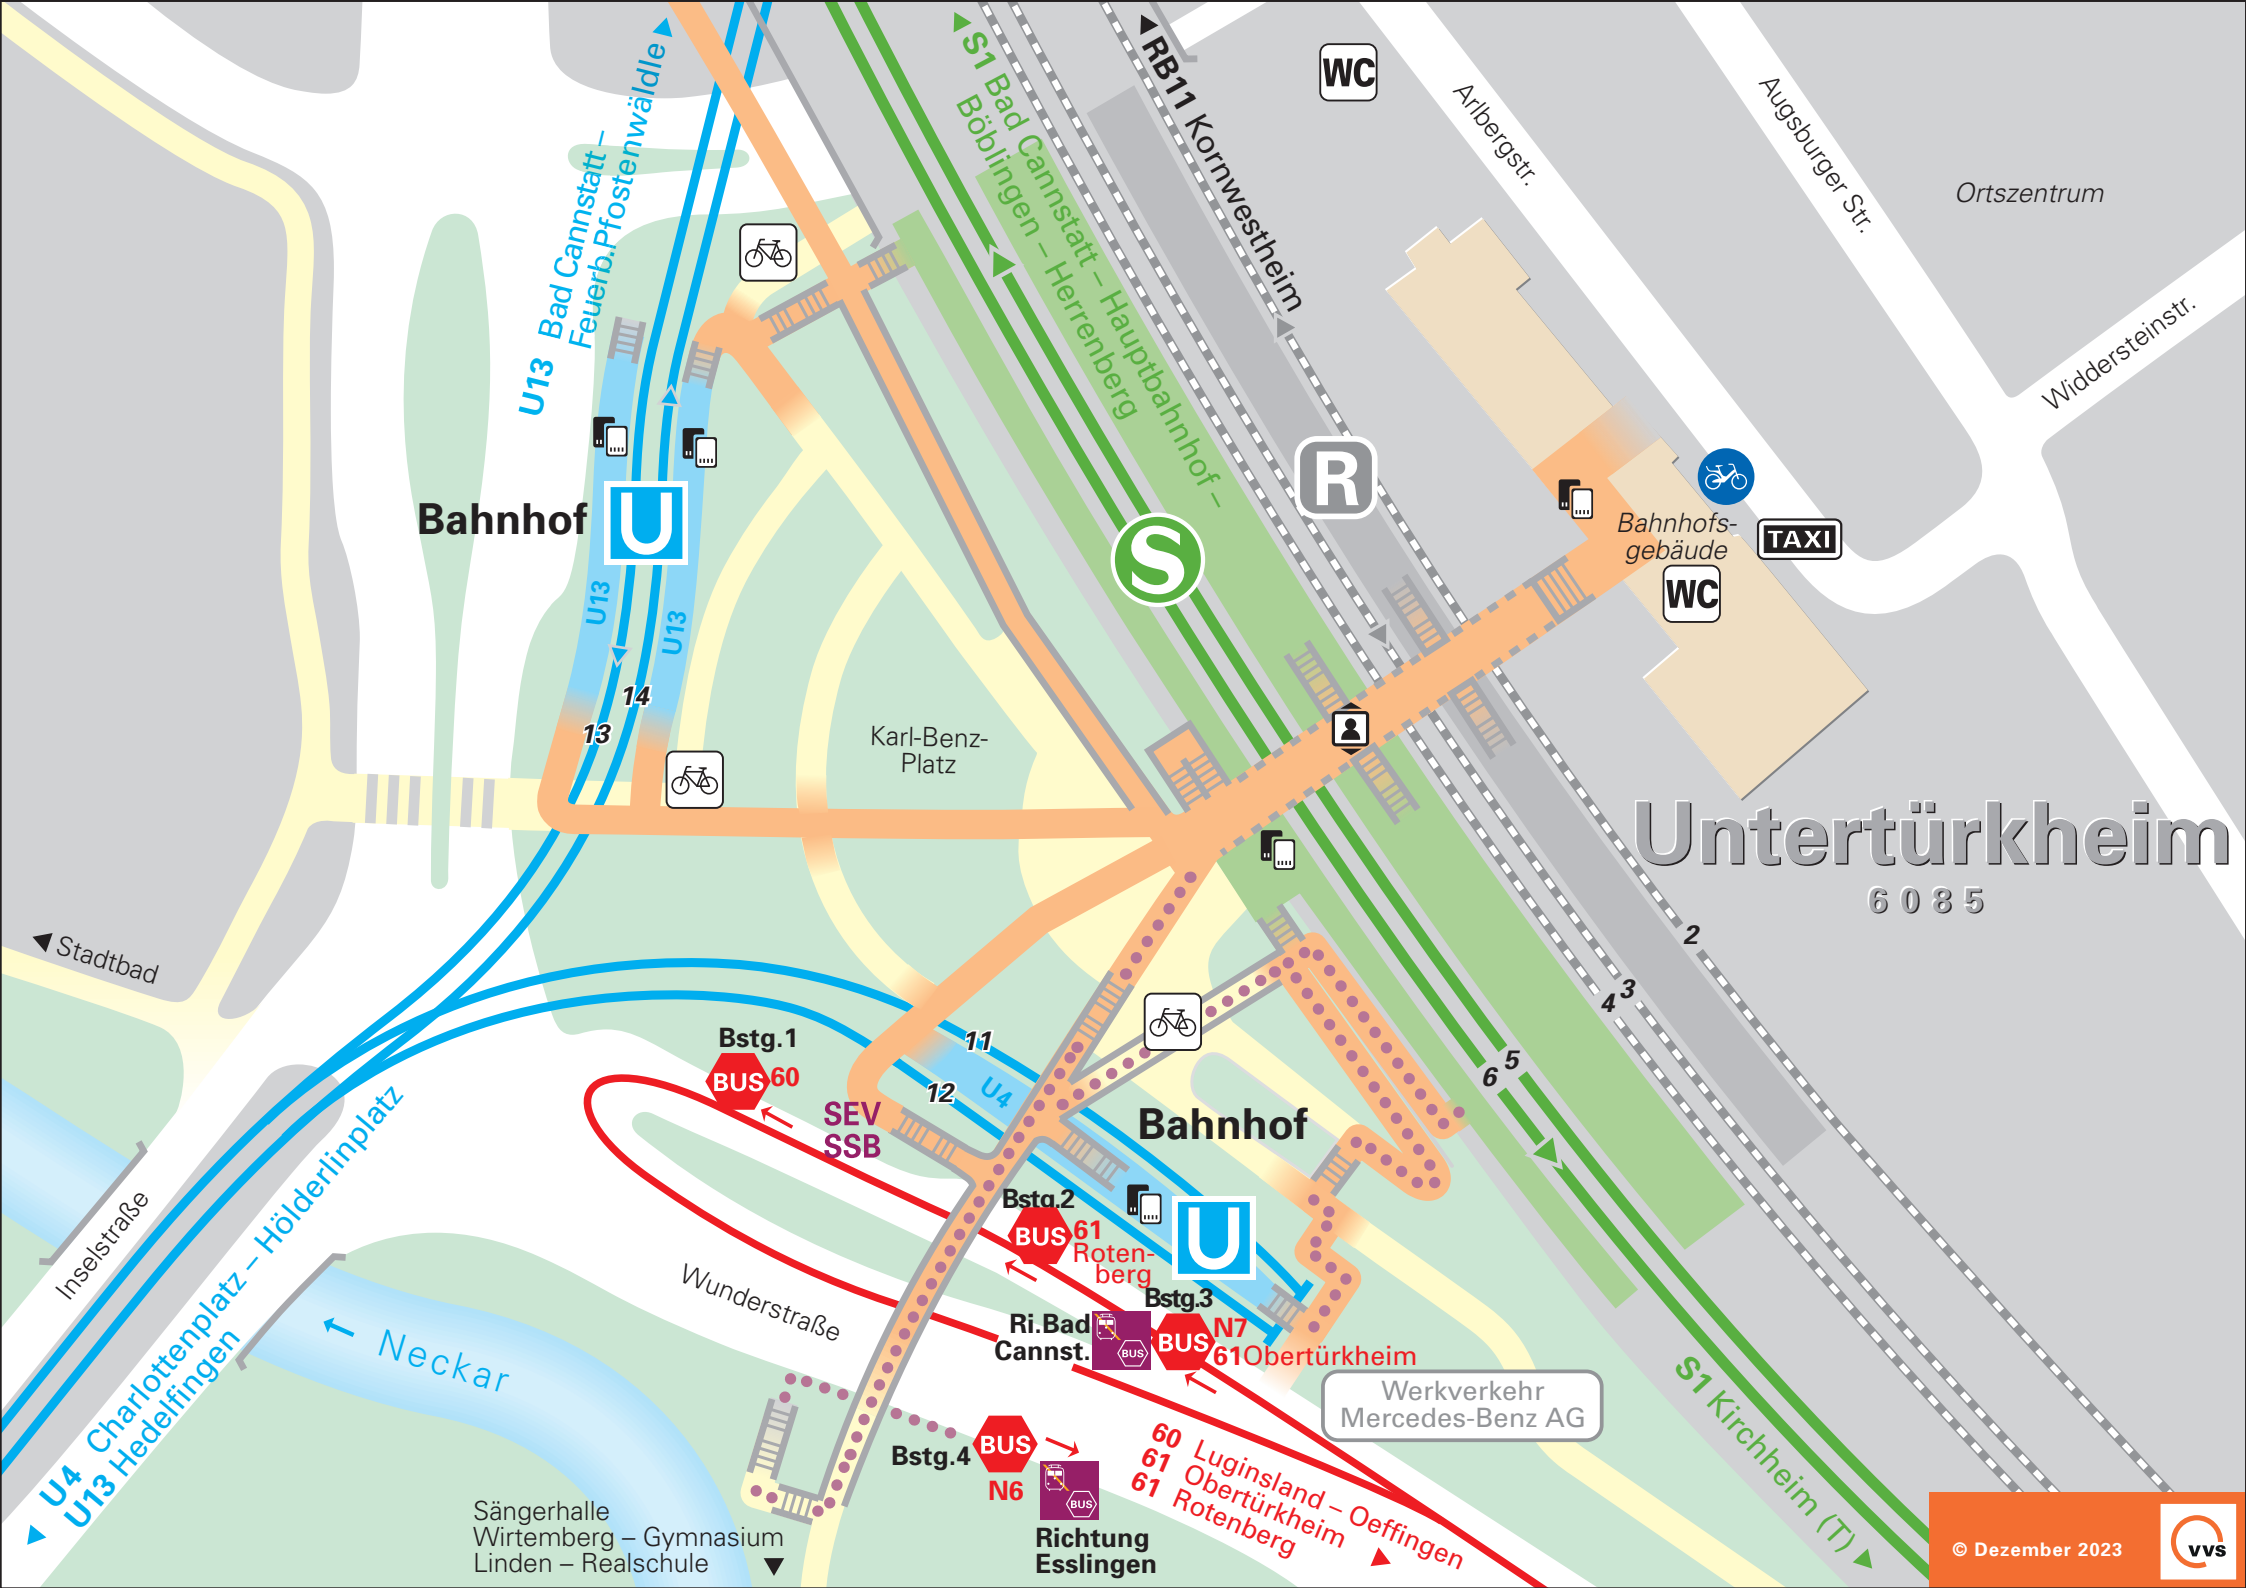 U13 Bad Cannstatt –
Feuerb.Pfostenwäldle
S1 Bad Cannstatt – Hauptbahnhof –
Böblingen – Herrenberg
RB11 Kornwestheim
WC
Arlbergstr.
Augsburger Str.
Ortszentrum
Widdersteinstr.
Bahnhof
U
U13
U13
S
R
Bahnhofs-
gebäude
TAXI
WC
14
13
Karl-Benz-
Platz
Untertürkheim
6085
2
3
4
5
6
Stadtbad
Bstg.1
BUS
60
SEV
SSB
11
12
U4
Bahnhof
U
Bstg.2
BUS
61
Roten-
berg
Bstg.3
Ri.Bad
Cannst.
BUS
BUS
N7
61 Obertürkheim
Werkverkehr
Mercedes-Benz AG
Inselstraße
Wunderstraße
Neckar
U4 Charlottenplatz – Hölderlinplatz
U13 Hedelfingen
Bstg.4
BUS
N6
BUS
Richtung
Esslingen
60 Luginsland – Oeffingen
61 Obertürkheim
61 Rotenberg
S1 Kirchheim (T)
Sängerhalle
Wirtemberg – Gymnasium
Linden – Realschule
© Dezember 2023
vvs